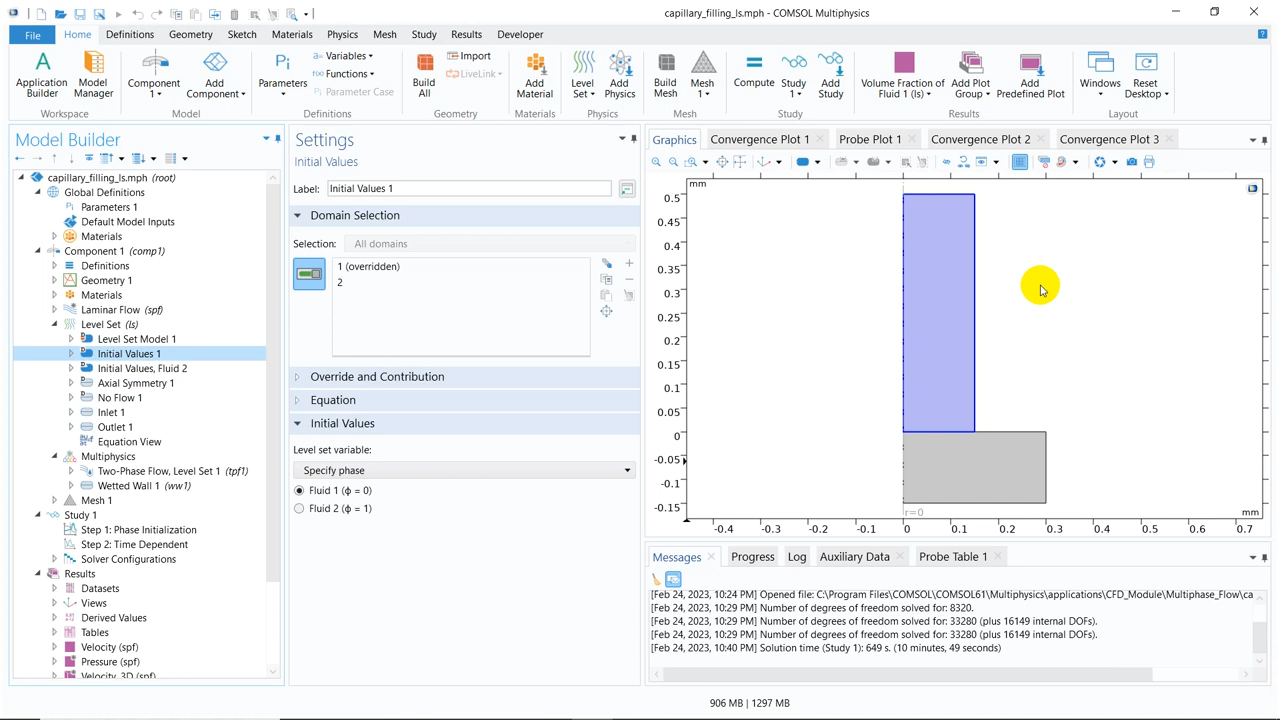 capillary_filling_ls.mph - COMSOL Multiphysics
File
Home
Definitions
Geometry
Sketch
Materials
Physics
Mesh
Study
Results
Developer
Application Builder
Model Manager
Workspace
Component 1
Add Component
Model
Parameters
Variables
Functions
Parameter Case
Definitions
Build All
Import
LiveLink
Geometry
Add Material
Materials
Level Set
Add Physics
Physics
Build Mesh
Mesh 1
Mesh
Compute
Study 1
Add Study
Study
Volume Fraction of Fluid 1 (ls)
Add Plot Group
Add Predefined Plot
Results
Windows
Reset Desktop
Layout
Model Builder
capillary_filling_ls.mph (root)
Global Definitions
Parameters 1
Default Model Inputs
Materials
Component 1 (comp1)
Definitions
Geometry 1
Materials
Laminar Flow (spf)
Level Set (ls)
Level Set Model 1
Initial Values 1
Initial Values, Fluid 2
Axial Symmetry 1
No Flow 1
Inlet 1
Outlet 1
Equation View
Multiphysics
Two-Phase Flow, Level Set 1 (tpf1)
Wetted Wall 1 (ww1)
Mesh 1
Study 1
Step 1: Phase Initialization
Step 2: Time Dependent
Solver Configurations
Results
Datasets
Views
Derived Values
Tables
Velocity (spf)
Pressure (spf)
Velocity, 3D (spf)
Settings
Initial Values
Label: Initial Values 1
Domain Selection
Selection: All domains
1 (overridden)
2
Override and Contribution
Equation
Initial Values
Level set variable:
Specify phase
Fluid 1 (ϕ = 0)
Fluid 2 (ϕ = 1)
Graphics
Convergence Plot 1
Probe Plot 1
Convergence Plot 2
Convergence Plot 3
mm
0.5
0.45
0.4
0.35
0.3
0.25
0.2
0.15
0.1
0.05
0
-0.05
-0.1
-0.15
r=0
mm
-0.4 -0.3 -0.2 -0.1 0 0.1 0.2 0.3 0.4 0.5 0.6 0.7
Messages
Progress
Log
Auxiliary Data
Probe Table 1
[Feb 24, 2023, 10:24 PM] Opened file: C:\Program Files\COMSOL\COMSOL61\Multiphysics\applications\CFD_Module\Multiphase_Flow\ca
[Feb 24, 2023, 10:29 PM] Number of degrees of freedom solved for: 8320.
[Feb 24, 2023, 10:29 PM] Number of degrees of freedom solved for: 33280 (plus 16149 internal DOFs).
[Feb 24, 2023, 10:29 PM] Number of degrees of freedom solved for: 33280 (plus 16149 internal DOFs).
[Feb 24, 2023, 10:40 PM] Solution time (Study 1): 649 s. (10 minutes, 49 seconds)
906 MB | 1297 MB